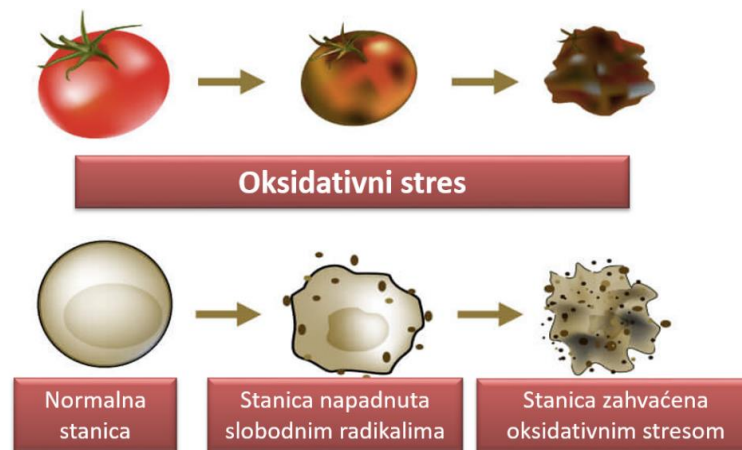 Oksidativni stres
Normalna
stanica
Stanica napadnuta
slobodnim radikalima
Stanica zahvaćena
oksidativnim stresom